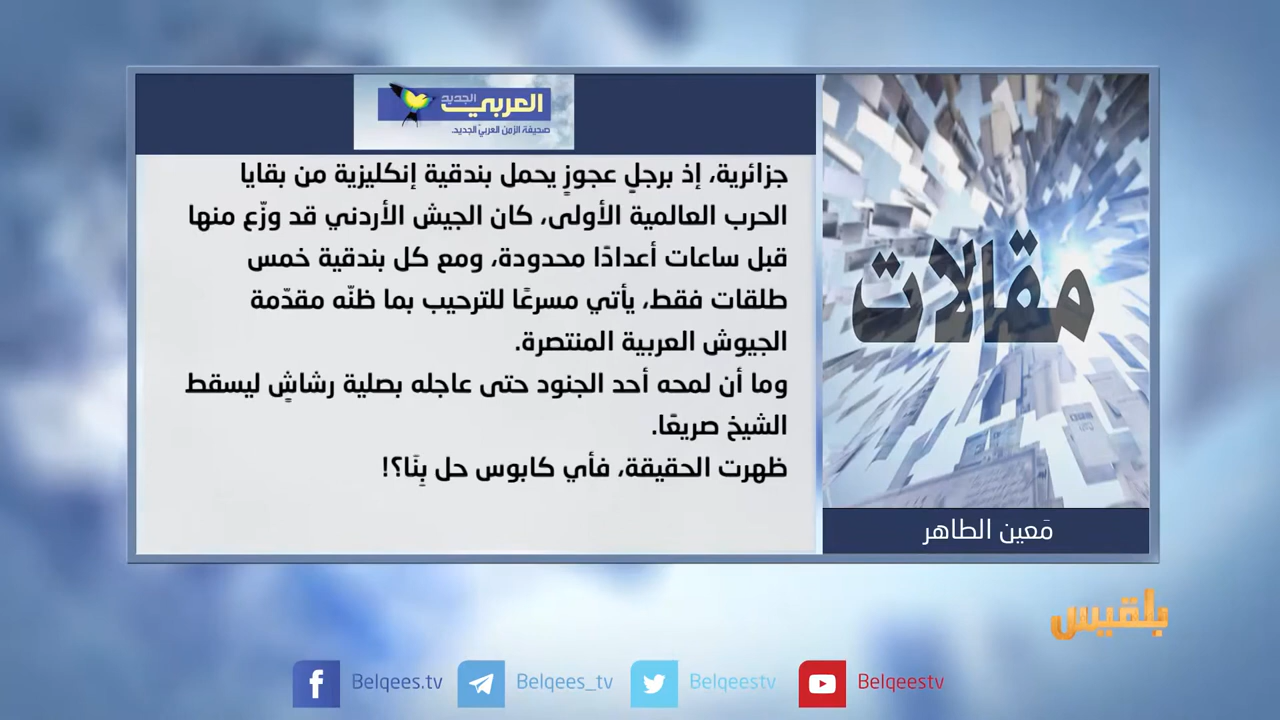 العربي الجديد
صحيفة الزمن العربيّ الجديد.
جزائرية، إذ برجلٍ عجوزٍ يحمل بندقية إنكليزية من بقايا
الحرب العالمية الأولى، كان الجيش الأردني قد وزّع منها
قبل ساعات أعدادًا محدودة، ومع كل بندقية خمس
طلقات فقط، يأتي مسرعًا للترحيب بما ظنّه مقدّمة
الجيوش العربية المنتصرة.
وما أن لمحه أحد الجنود حتى عاجله بصلية رشاشٍ ليسقط
الشيخ صريعًا.
ظهرت الحقيقة، فأي كابوس حل بِنَا؟!
مقالات
مَعين الطاهر
بلقيس
Belqees.tv
Belqees_tv
Belqeestv
Belqeestv